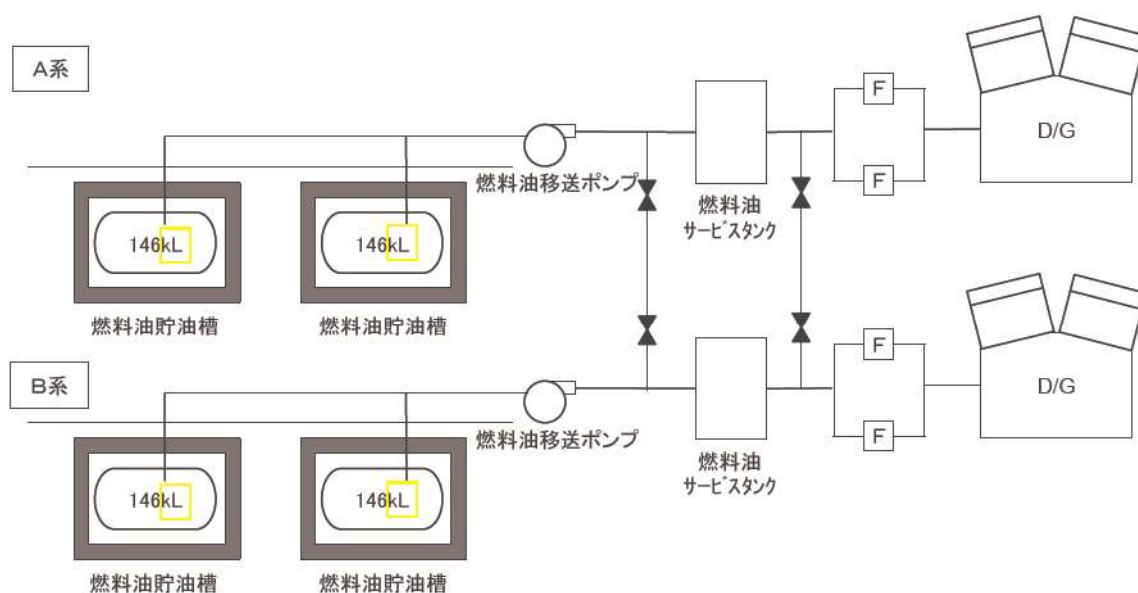 A系
F
D/G
F
燃料油移送ポンプ
燃料油
サービスタンク
146kL
146kL
燃料油貯油槽
燃料油貯油槽
B系
F
D/G
F
燃料油移送ポンプ
燃料油
サービスタンク
146kL
146kL
燃料油貯油槽
燃料油貯油槽